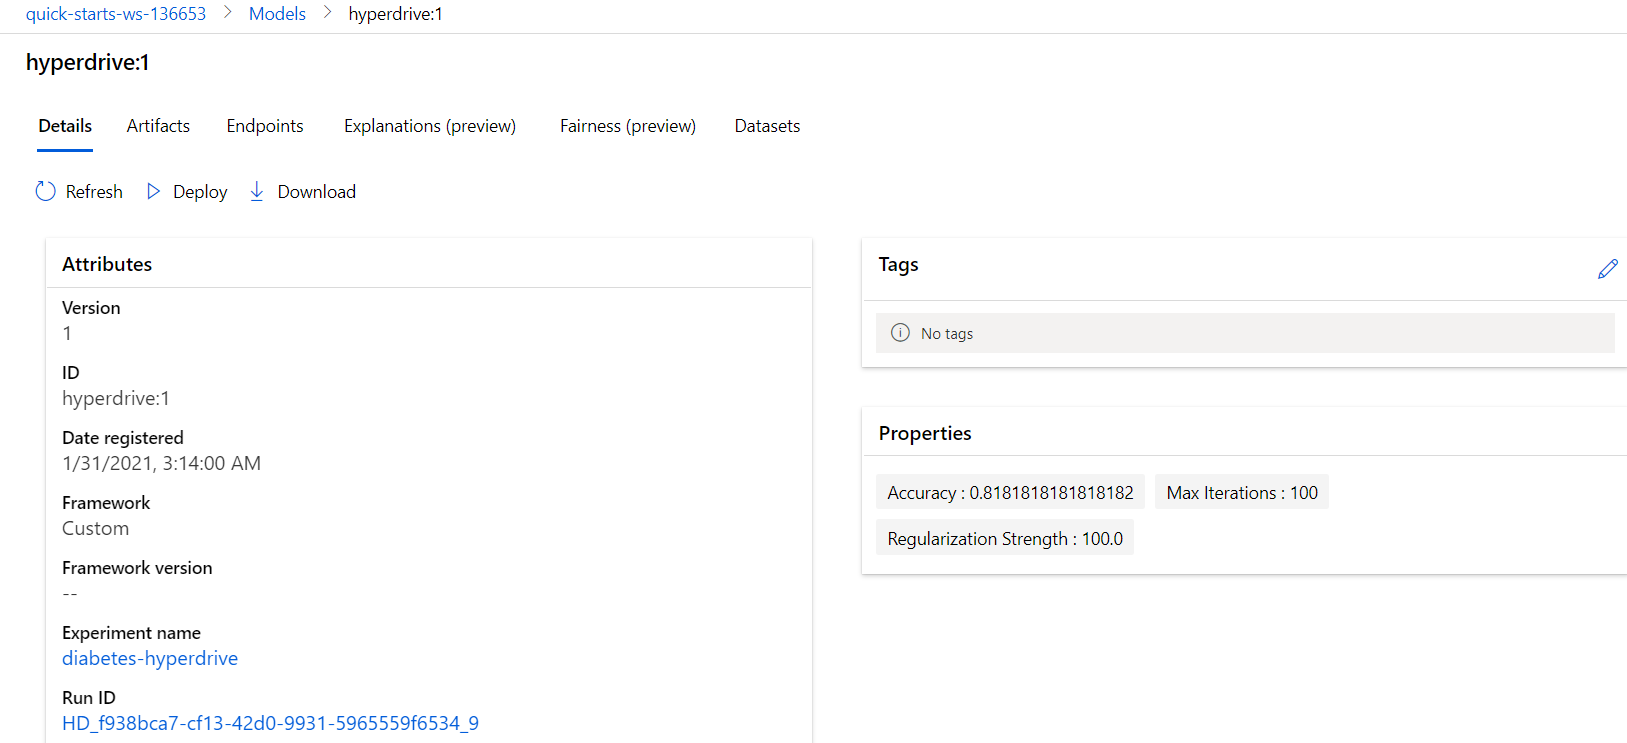 quick-starts-ws-136653 > Models > hyperdrive:1
hyperdrive:1
Details Artifacts Endpoints Explanations (preview) Fairness (preview) Datasets
Refresh Deploy Download
Attributes
Version
1
ID
hyperdrive:1
Date registered
1/31/2021, 3:14:00 AM
Framework
Custom
Framework version
--
Experiment name
diabetes-hyperdrive
Run ID
HD_f938bca7-cf13-42d0-9931-5965559f6534_9
Tags
No tags
Properties
Accuracy : 0.8181818181818182 Max Iterations : 100
Regularization Strength : 100.0